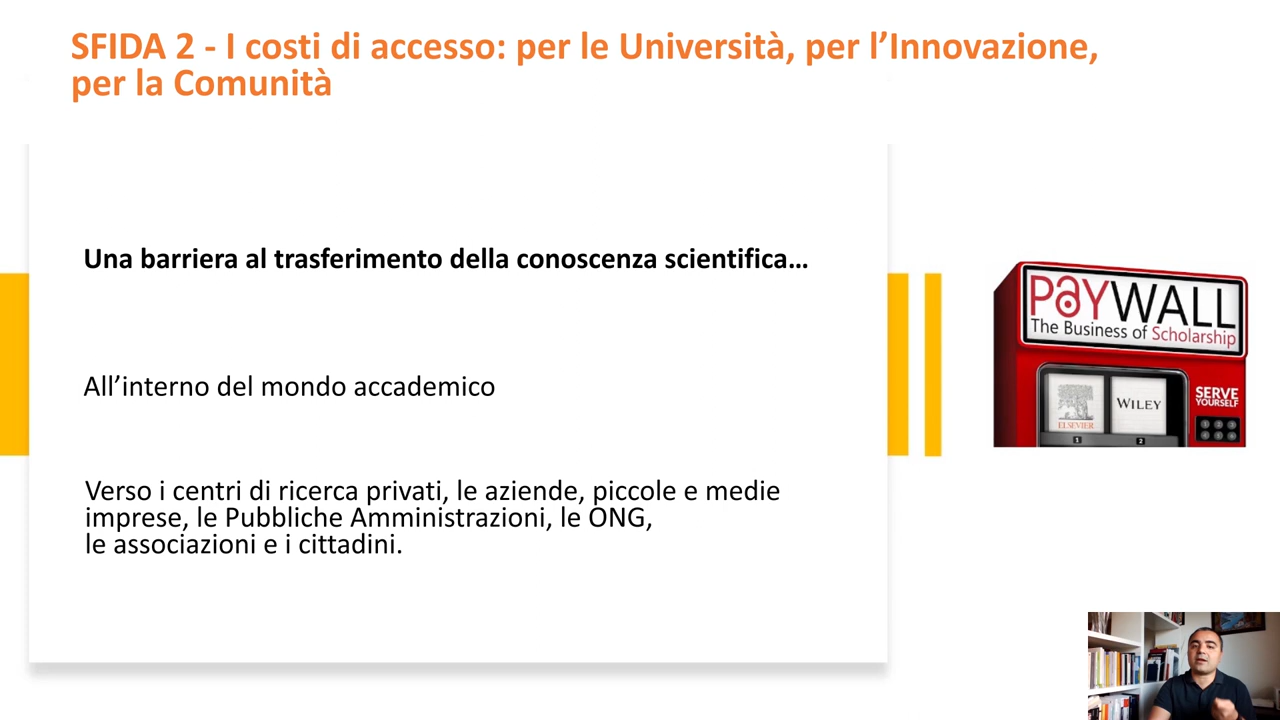 SFIDA 2 - I costi di accesso: per le Università, per l’Innovazione,
per la Comunità
Una barriera al trasferimento della conoscenza scientifica…
All’interno del mondo accademico
Verso i centri di ricerca privati, le aziende, piccole e medie
imprese, le Pubbliche Amministrazioni, le ONG,
le associazioni e i cittadini.
PAYWALL
The Business of Scholarship
ELSEVIER
WILEY
SERVE
YOURSELF
1
2